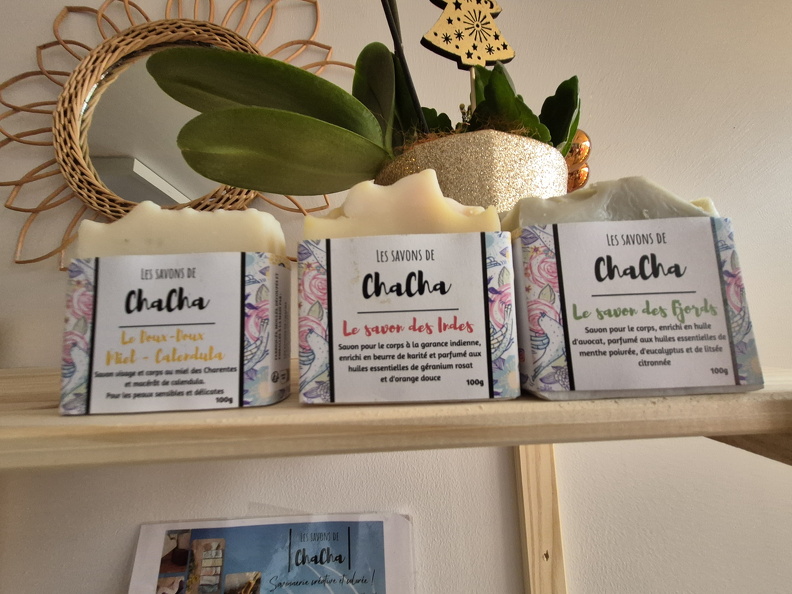 LES SAVONS DE
ChaCha
Le Doux-Doux
Miel - Calendula
Savon visage et corps au miel des Charentes
et macérât de calendula.
Pour les peaux sensibles et délicates
100g
LES SAVONS DE
ChaCha
Le savon des Indes
Savon pour le corps à la garance indienne,
enrichi en beurre de karité et parfumé aux
huiles essentielles de géranium rosat
et d'orange douce
100g
LES SAVONS DE
ChaCha
Le savon des Fjords
Savon pour le corps, enrichi en huile
d'avocat, parfumé aux huiles essentielles de
menthe poivrée, d'eucalyptus et de litsée
citronnée
100g
LES SAVONS DE
ChaCha
Savonnerie créative et colorée !